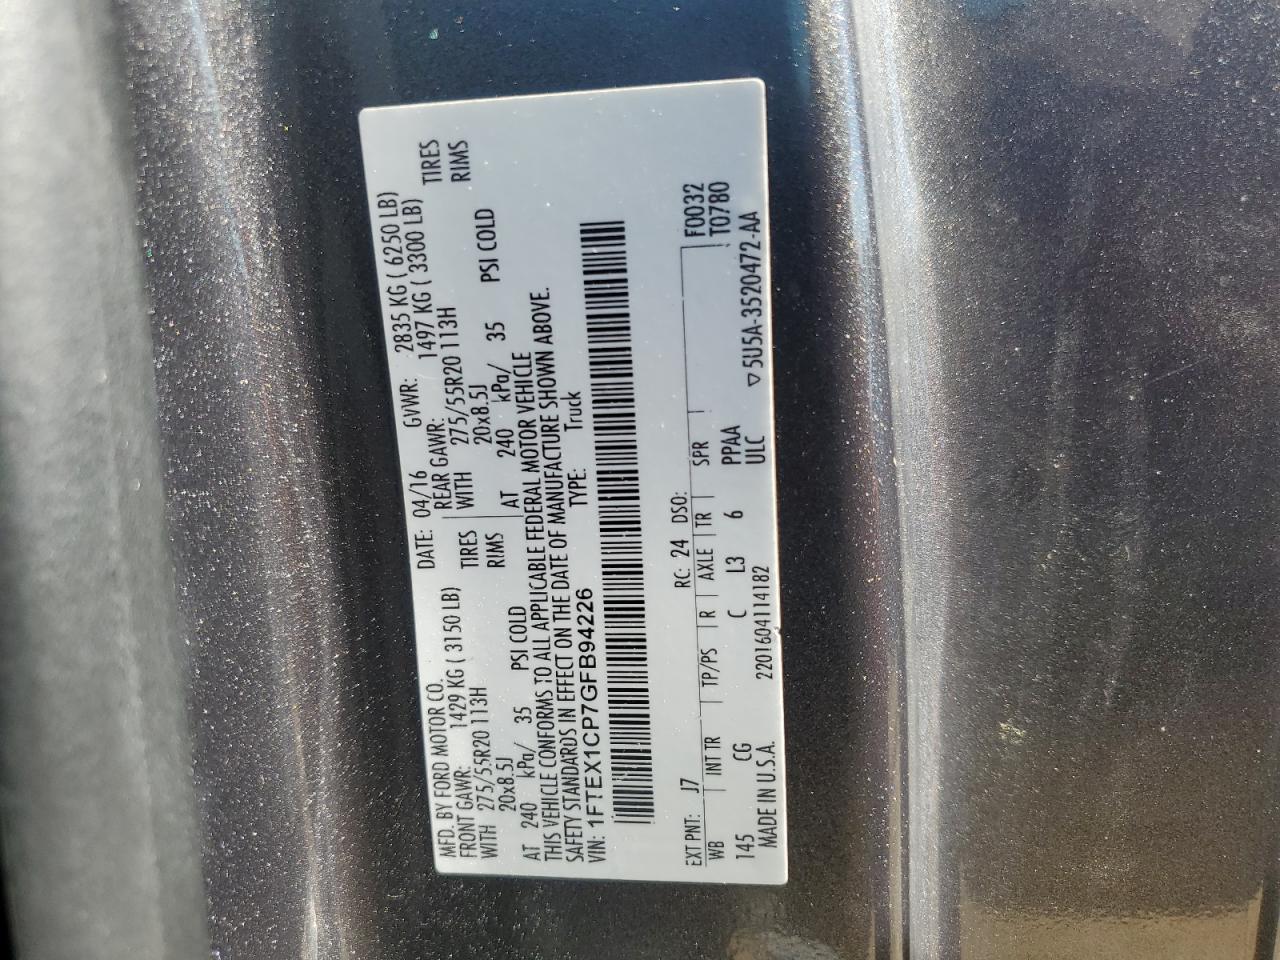 MFD. BY FORD MOTOR CO.
DATE: 04/16 GVWR: 2835 KG ( 6250 LB)
FRONT GAWR: 1429 KG ( 3150 LB) REAR GAWR: 1497 KG ( 3300 LB)
WITH 275/55R20 113H TIRES WITH 275/55R20 113H TIRES
20x8.5J RIMS 20x8.5J RIMS
AT 240 kPa/ 35 PSI COLD AT 240 kPa/ 35 PSI COLD
THIS VEHICLE CONFORMS TO ALL APPLICABLE FEDERAL MOTOR VEHICLE
SAFETY STANDARDS IN EFFECT ON THE DATE OF MANUFACTURE SHOWN ABOVE.
VIN: 1FTEX1CP7GFB94226 TYPE: Truck
EXT PNT: J7 RC: 24 DSO: F0032
WB INT TR TP/PS R AXLE TR SPR T0780
145 CG C L3 6 PPAA
MADE IN U.S.A. 2201604114182 ULC ▽5U5A-3520472-AA